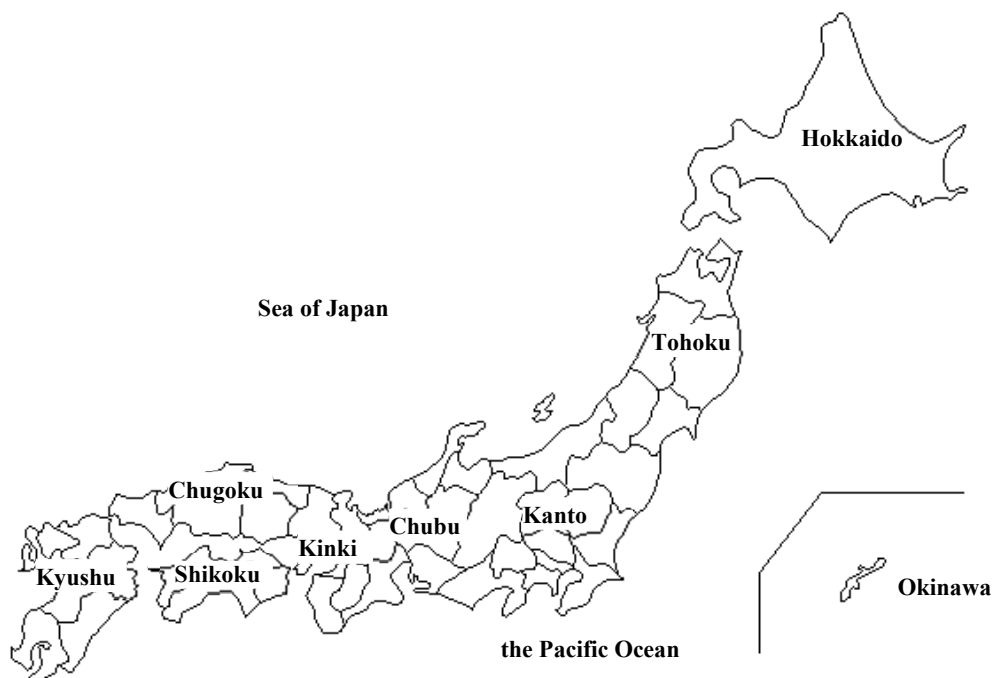 Hokkaido
Sea of Japan
Tohoku
Chugoku
Kanto
Chubu
Kinki
Kyushu
Shikoku
Okinawa
the Pacific Ocean